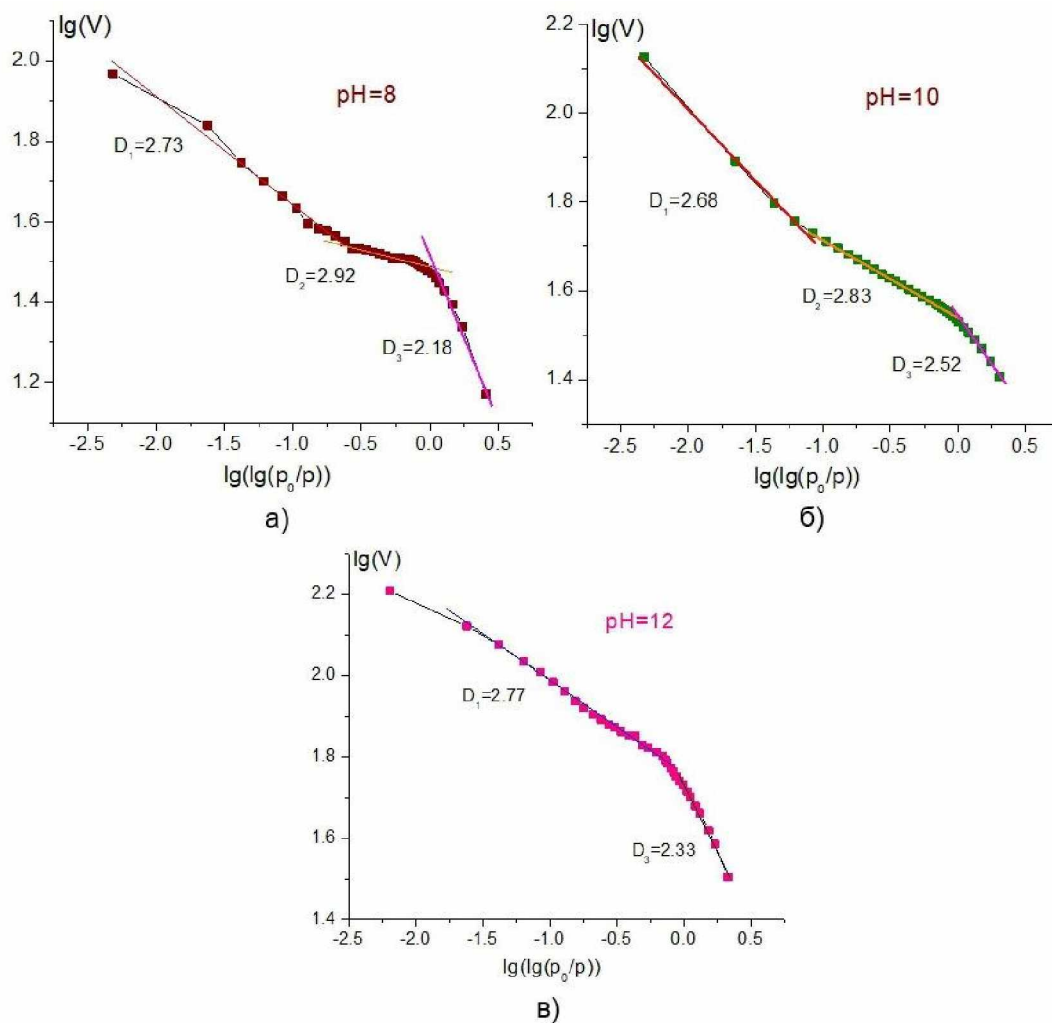 lg(V)
2.0
1.8
1.6
1.4
1.2
pH=8
D₁=2.73
D₂=2.92
D₃=2.18
-2.5 -2.0 -1.5 -1.0 -0.5 0.0 0.5
lg(lg(p₀/p))
а)
2.2
lg(V)
2.0
1.8
1.6
1.4
pH=10
D₁=2.68
D₂=2.83
D₃=2.52
-2.5 -2.0 -1.5 -1.0 -0.5 0.0 0.5
lg(lg(p₀/p))
б)
lg(V)
2.2
2.0
1.8
1.6
1.4
pH=12
D₁=2.77
D₃=2.33
-2.5 -2.0 -1.5 -1.0 -0.5 0.0 0.5
lg(lg(p₀/p))
в)